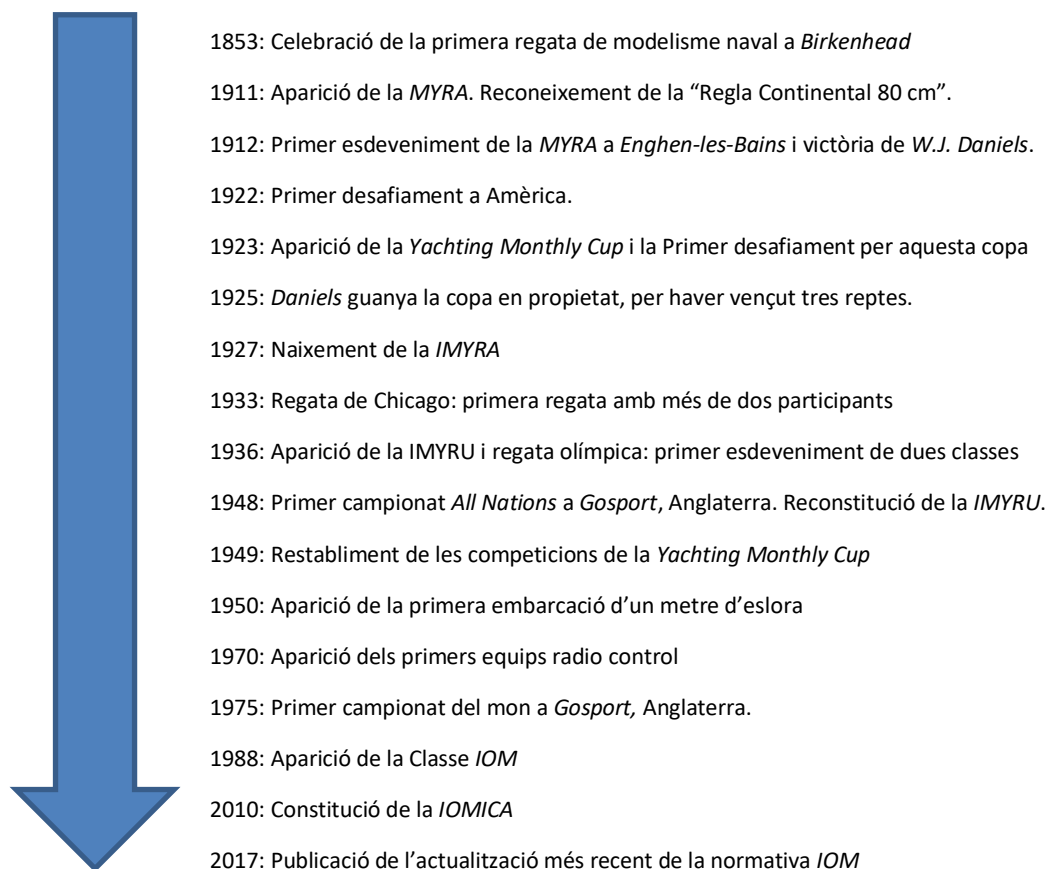 1853: Celebració de la primera regata de modelisme naval a Birkenhead
1911: Aparició de la MYRA. Reconeixement de la “Regla Continental 80 cm”.
1912: Primer esdeveniment de la MYRA a Enghen-les-Bains i victòria de W.J. Daniels.
1922: Primer desafiament a Amèrica.
1923: Aparició de la Yachting Monthly Cup i la Primer desafiament per aquesta copa
1925: Daniels guanya la copa en propietat, per haver vençut tres reptes.
1927: Naixement de la IMYRA
1933: Regata de Chicago: primera regata amb més de dos participants
1936: Aparició de la IMYRU i regata olímpica: primer esdeveniment de dues classes
1948: Primer campionat All Nations a Gosport, Anglaterra. Reconstitució de la IMYRU.
1949: Restabliment de les competicions de la Yachting Monthly Cup
1950: Aparició de la primera embarcació d’un metre d’eslora
1970: Aparició dels primers equips radio control
1975: Primer campionat del mon a Gosport, Anglaterra.
1988: Aparició de la Classe IOM
2010: Constitució de la IOMICA
2017: Publicació de l’actualització més recent de la normativa IOM